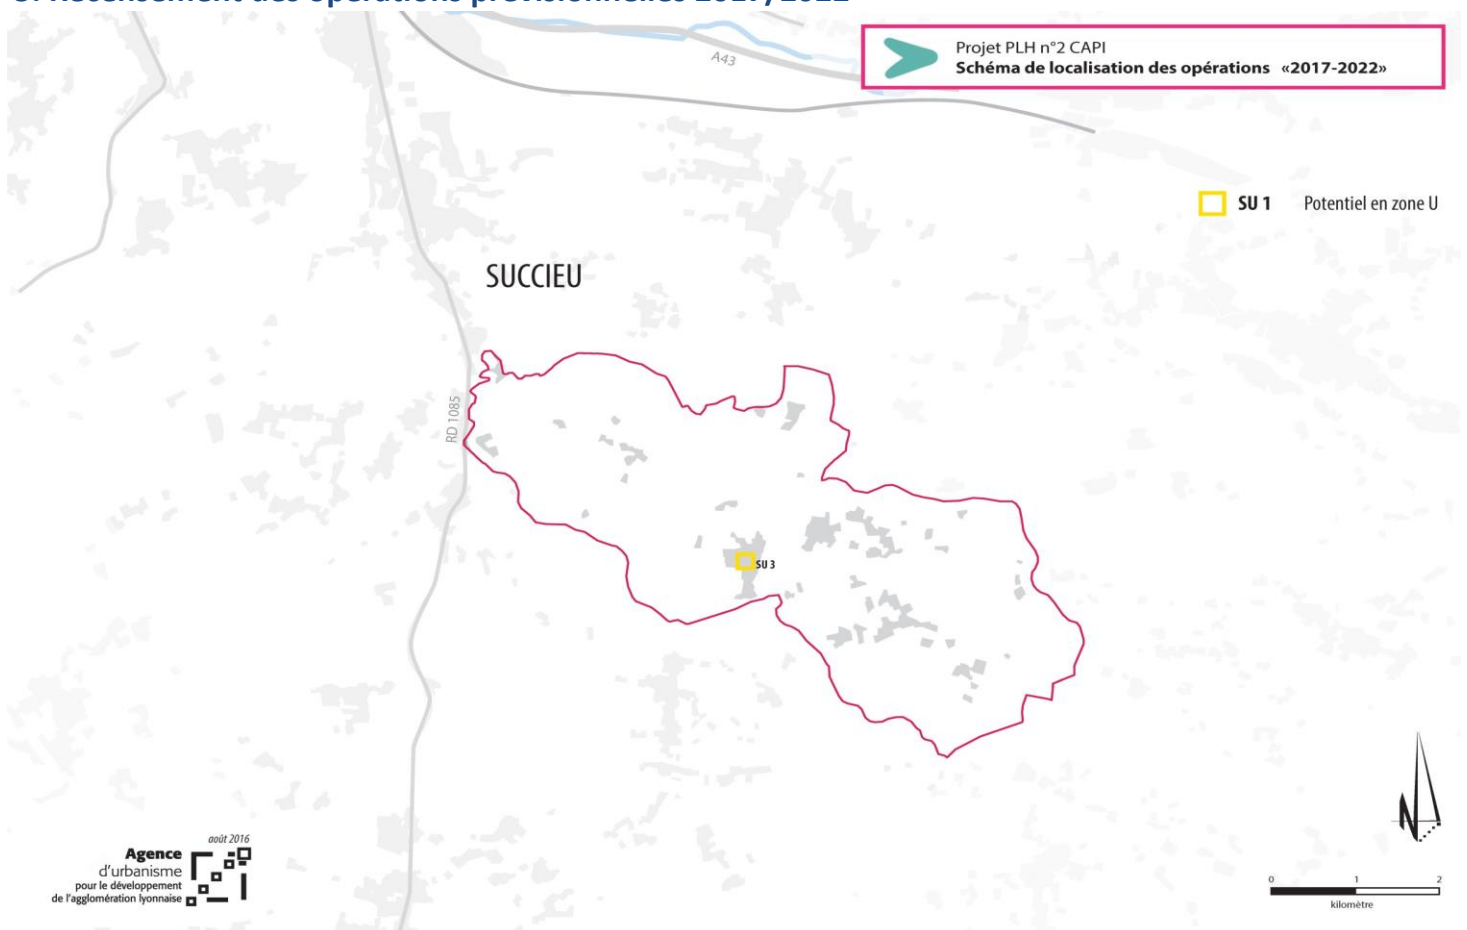 Projet PLH n°2 CAPI
Schéma de localisation des opérations «2017-2022»
A43
SU 1 Potentiel en zone U
SUCCIEU
RD 1085
SU 3
août 2016
Agence
d'urbanisme
pour le développement
de l'agglomération lyonnaise
N
0 1 2
kilomètre